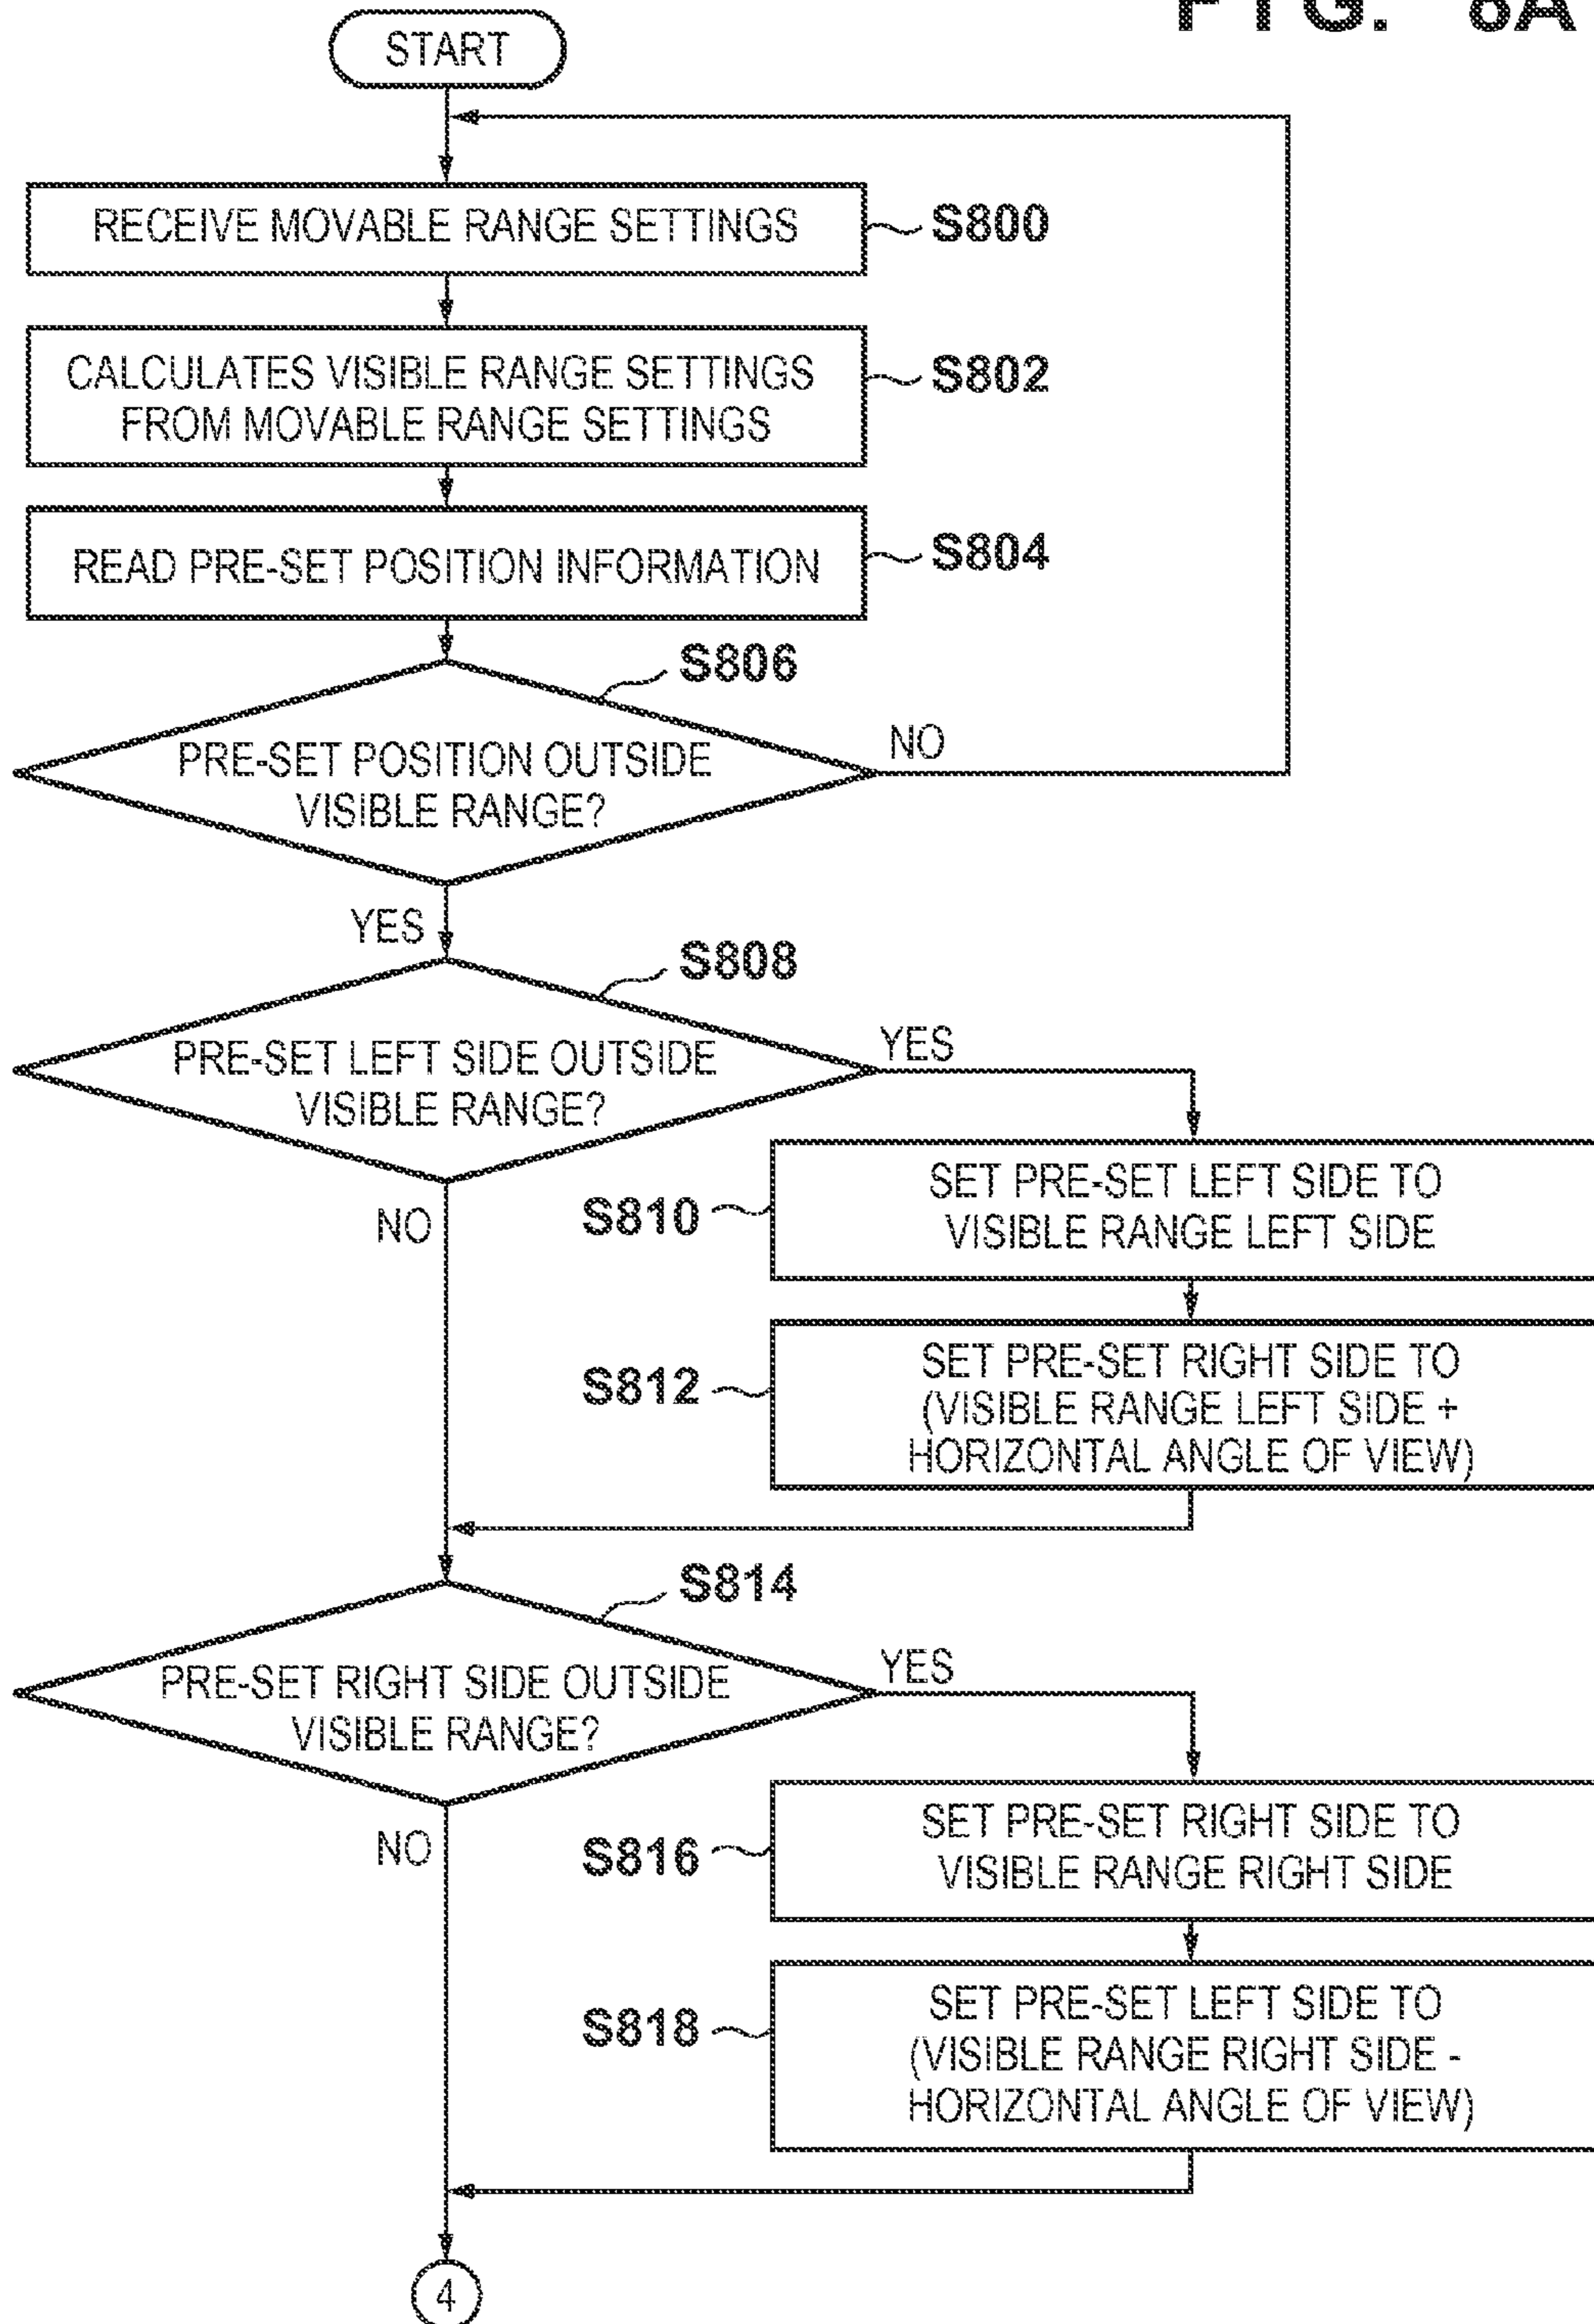 FIG. 8A
START
RECEIVE MOVABLE RANGE SETTINGS
S800
CALCULATES VISIBLE RANGE SETTINGS
FROM MOVABLE RANGE SETTINGS
S802
READ PRE-SET POSITION INFORMATION
S804
S806
PRE-SET POSITION OUTSIDE
VISIBLE RANGE?
NO
YES
S808
PRE-SET LEFT SIDE OUTSIDE
VISIBLE RANGE?
YES
NO
S810
SET PRE-SET LEFT SIDE TO
VISIBLE RANGE LEFT SIDE
S812
SET PRE-SET RIGHT SIDE TO
(VISIBLE RANGE LEFT SIDE +
HORIZONTAL ANGLE OF VIEW)
S814
PRE-SET RIGHT SIDE OUTSIDE
VISIBLE RANGE?
YES
NO
S816
SET PRE-SET RIGHT SIDE TO
VISIBLE RANGE RIGHT SIDE
S818
SET PRE-SET LEFT SIDE TO
(VISIBLE RANGE RIGHT SIDE -
HORIZONTAL ANGLE OF VIEW)
4